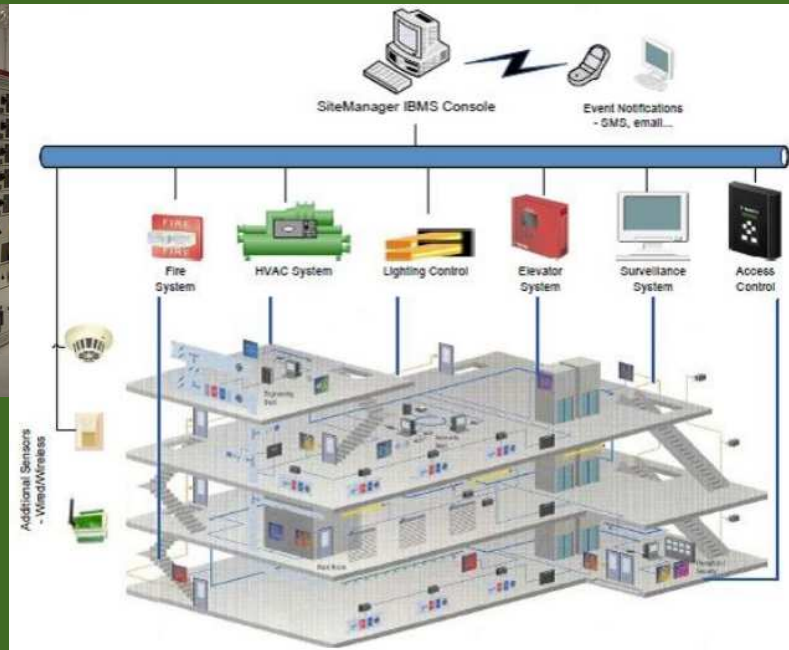 SiteManager IBMS Console
Event Notifications
- SMS, email...
FIRE
FIRE
Fire
System
HVAC System
Lighting Control
Elevator
System
Surveillance
System
Access
Control
Additional Sensors
- Wired/Wireless